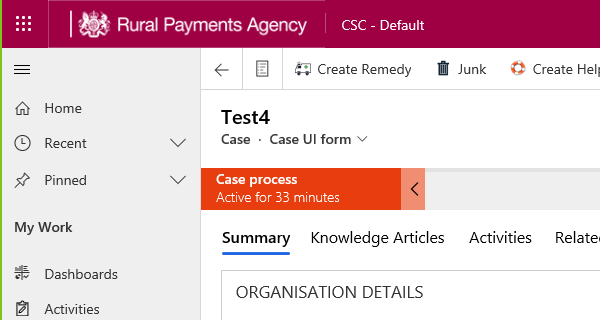 Rural Payments Agency
CSC - Default
Create Remedy
Junk
Create Help
Home
Recent
Pinned
My Work
Dashboards
Activities
Test4
Case · Case UI form
Case process
Active for 33 minutes
Summary
Knowledge Articles
Activities
Relate
ORGANISATION DETAILS